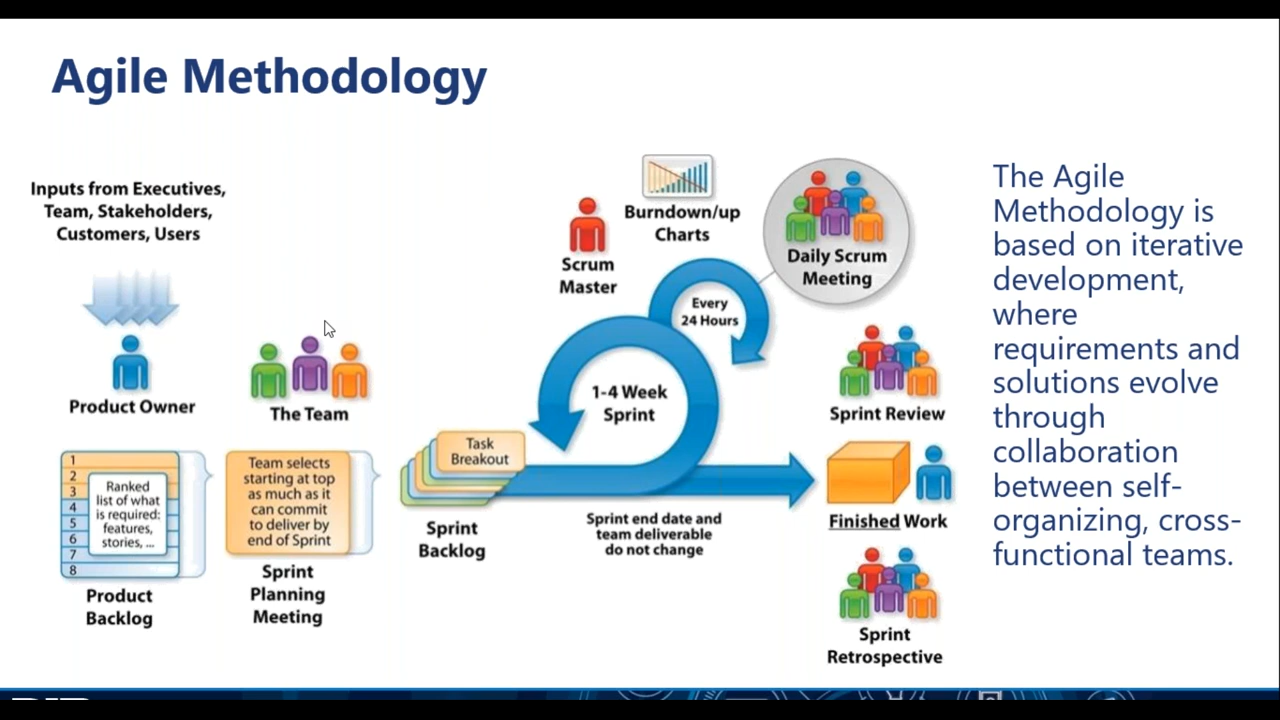 Agile Methodology
Inputs from Executives,
Team, Stakeholders,
Customers, Users
Product Owner
The Team
1
2
3
4
5
6
7
8
Ranked
list of what
is required:
features,
stories, ...
Product
Backlog
Team selects
starting at top
as much as it
can commit
to deliver by
end of Sprint
Sprint
Planning
Meeting
Task
Breakout
Sprint
Backlog
Scrum
Master
Burndown/up
Charts
Every
24 Hours
1-4 Week
Sprint
Sprint end date and
team deliverable
do not change
Daily Scrum
Meeting
Sprint Review
Finished Work
Sprint
Retrospective
The Agile
Methodology is
based on iterative
development,
where
requirements and
solutions evolve
through
collaboration
between self-
organizing, cross-
functional teams.